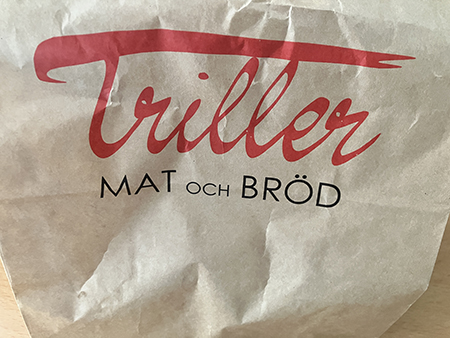 Triller
MAT OCH BRÖD